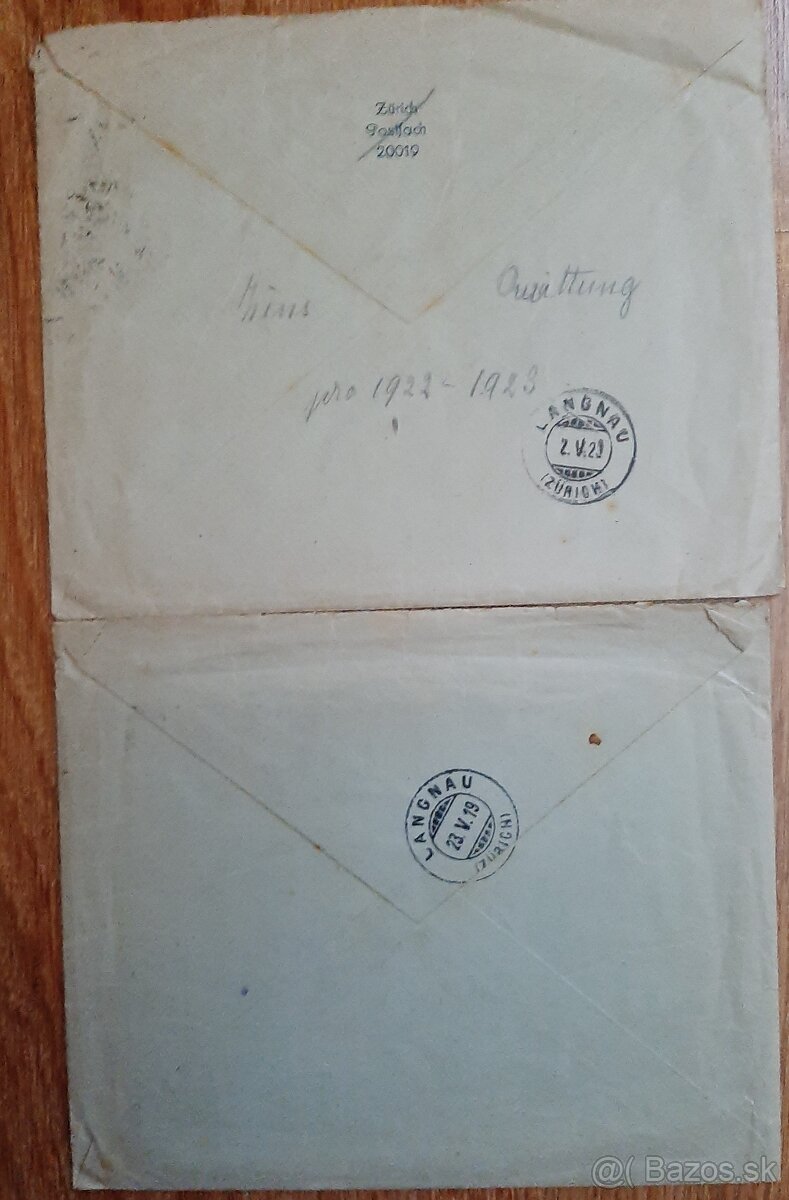 Zürich
Postfach
20019
Zins Quittung
pro 1922 - 1923
LANGNAU
2. V. 23
(ZÜRICH)
LANGNAU
23. V. 19
(ZÜRICH)
@( Bazos.sk